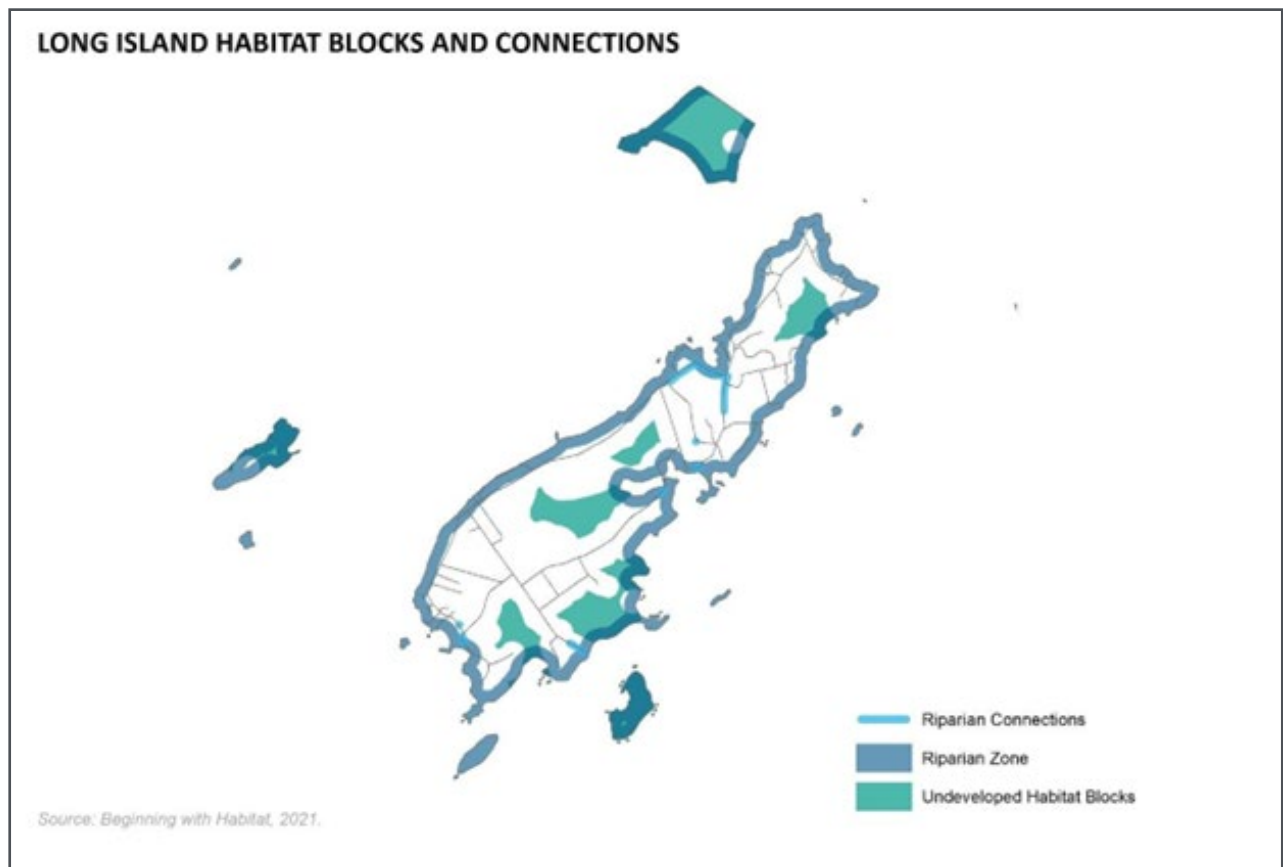 LONG ISLAND HABITAT BLOCKS AND CONNECTIONS
Riparian Connections
Riparian Zone
Undeveloped Habitat Blocks
Source: Beginning with Habitat, 2021.